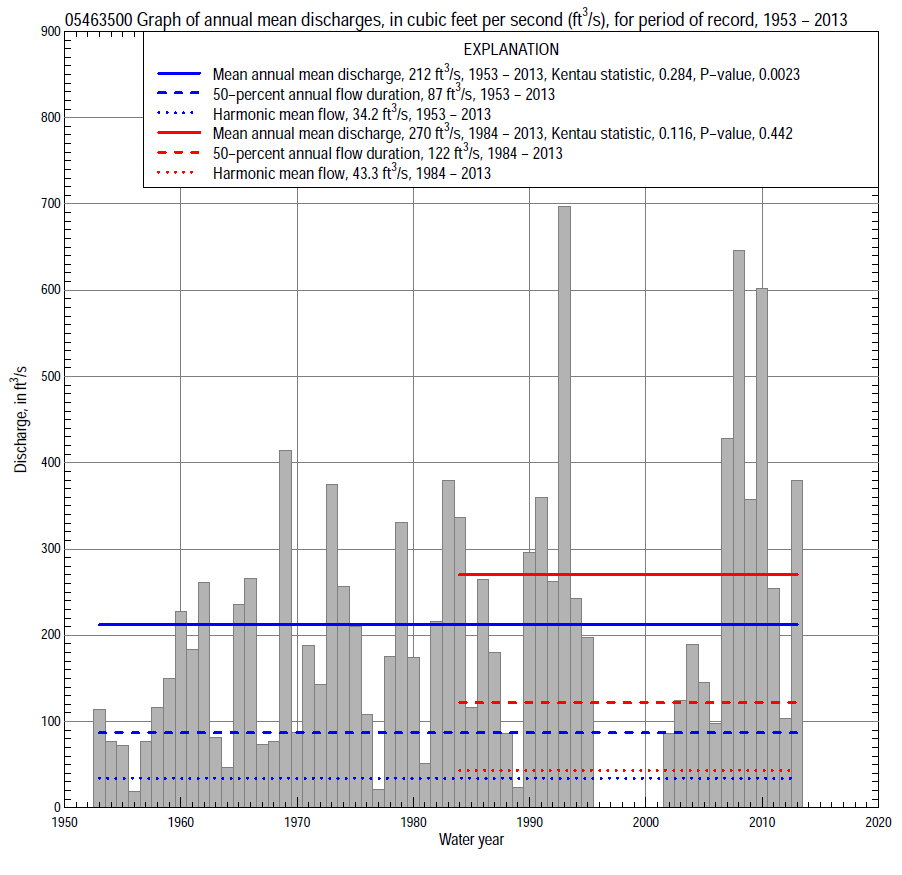 05463500 Graph of annual mean discharges, in cubic feet per second (ft³/s), for period of record, 1953 – 2013
EXPLANATION
Mean annual mean discharge, 212 ft³/s, 1953 – 2013, Kentau statistic, 0.284, P–value, 0.0023
50–percent annual flow duration, 87 ft³/s, 1953 – 2013
Harmonic mean flow, 34.2 ft³/s, 1953 – 2013
Mean annual mean discharge, 270 ft³/s, 1984 – 2013, Kentau statistic, 0.116, P–value, 0.442
50–percent annual flow duration, 122 ft³/s, 1984 – 2013
Harmonic mean flow, 43.3 ft³/s, 1984 – 2013
900
800
700
600
500
400
300
200
100
0
Discharge, in ft³/s
1950 1960 1970 1980 1990 2000 2010 2020
Water year